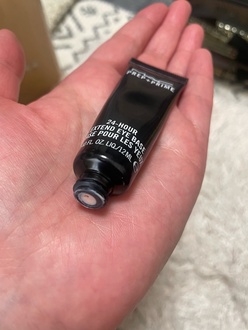 PREP + PRIME
24-HOUR
EXTEND EYE BASE
POUR LES YEUX
FL OZ. LIQ./12 ML